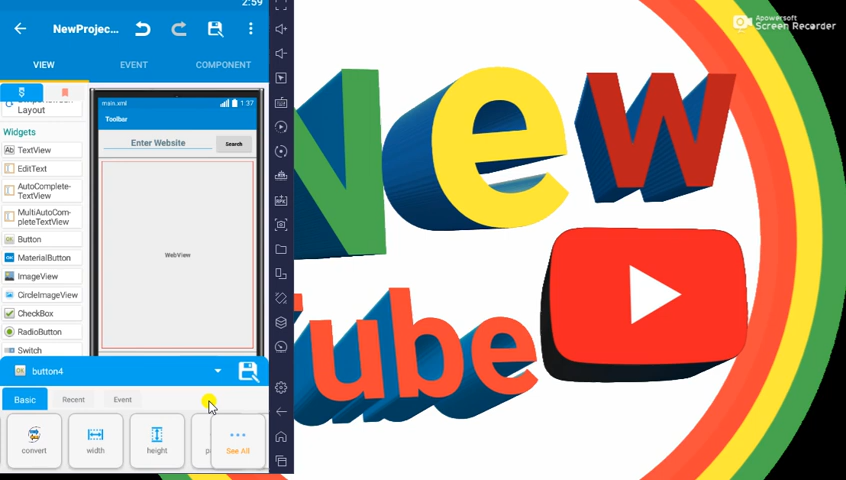 2:59
NewProjec...
VIEW
EVENT
COMPONENT
Layout
Widgets
Ab TextView
EditText
AutoComplete-
TextView
MultiAutoCom-
pleteTextView
Button
MaterialButton
ImageView
CircleImageView
CheckBox
RadioButton
Switch
main.xml
1:37
Toolbar
Enter Website
Search
WebView
button4
Basic
Recent
Event
convert
width
height
See All
New
Tube
Apowersoft
Screen Recorder